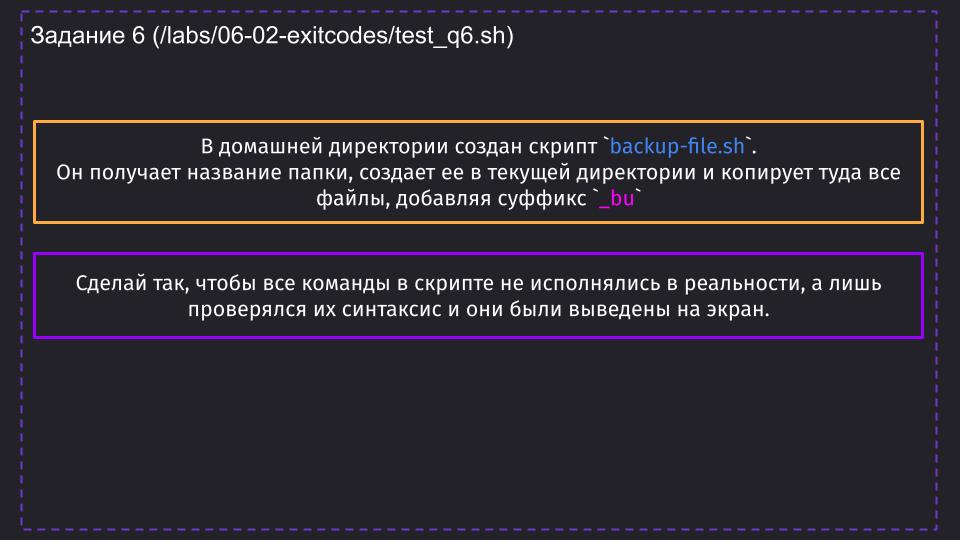 Задание 6 (/labs/06-02-exitcodes/test_q6.sh)
В домашней директории создан скрипт `backup-file.sh`.
Он получает название папки, создает ее в текущей директории и копирует туда все
файлы, добавляя суффикс `_bu`
Сделай так, чтобы все команды в скрипте не исполнялись в реальности, а лишь
проверялся их синтаксис и они были выведены на экран.